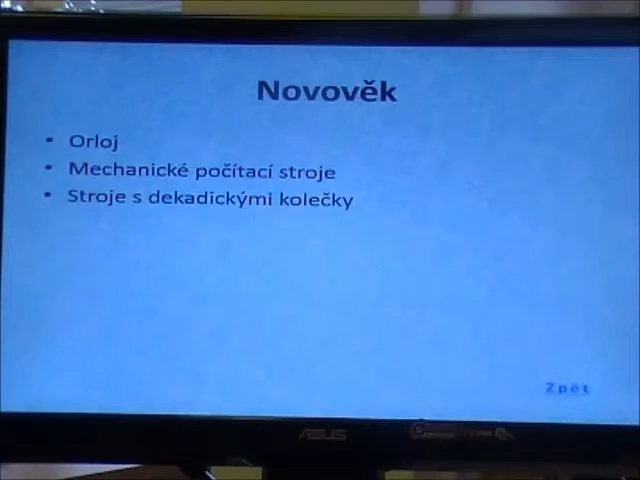 Novověk
• Orloj
• Mechanické počítací stroje
• Stroje s dekadickými kolečky
Zpět
ASUS